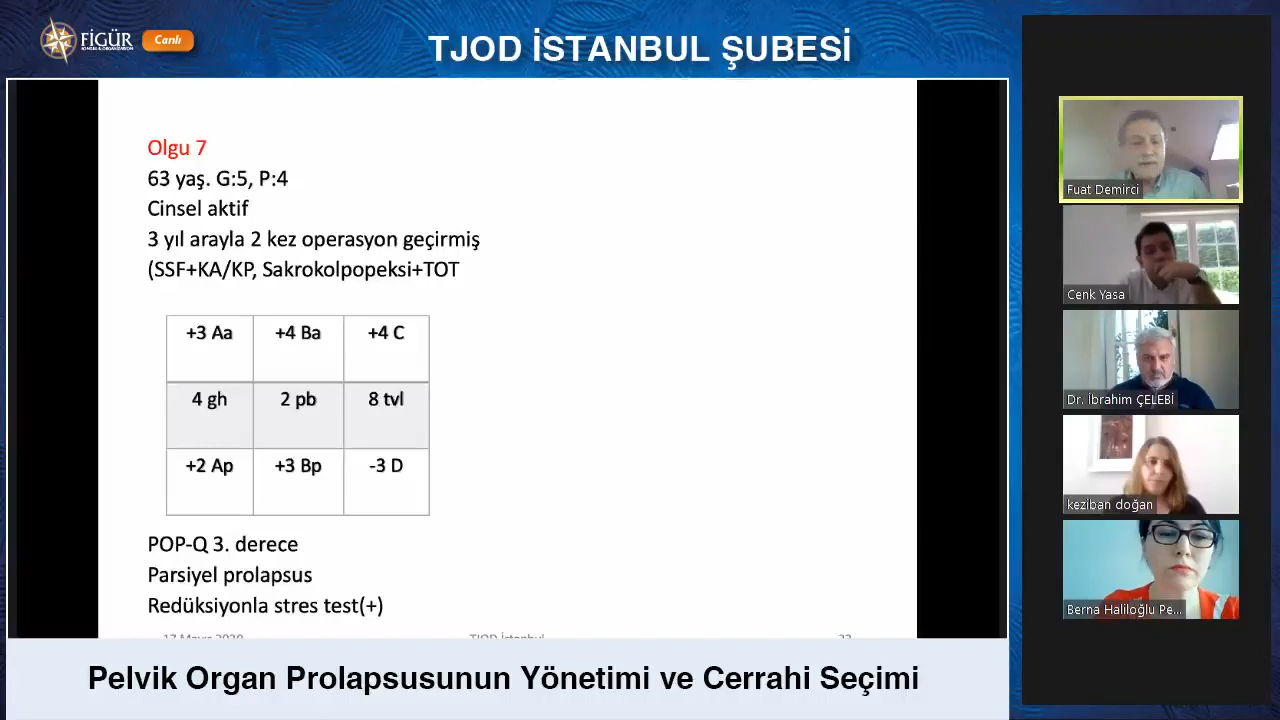 FİGÜR
Canlı
TJOD İSTANBUL ŞUBESİ
Olgu 7
63 yaş. G:5, P:4
Cinsel aktif
3 yıl arayla 2 kez operasyon geçirmiş
(SSF+KA/KP, Sakrokolpopeksi+TOT
+3 Aa +4 Ba +4 C
4 gh 2 pb 8 tvl
+2 Ap +3 Bp -3 D
POP-Q 3. derece
Parsiyel prolapsus
Redüksiyonla stres test(+)
Pelvik Organ Prolapsusunun Yönetimi ve Cerrahi Seçimi
Fuat Demirci
Cenk Yasa
Dr. İbrahim ÇELEBİ
keziban doğan
Berna Haliloğlu Pe...